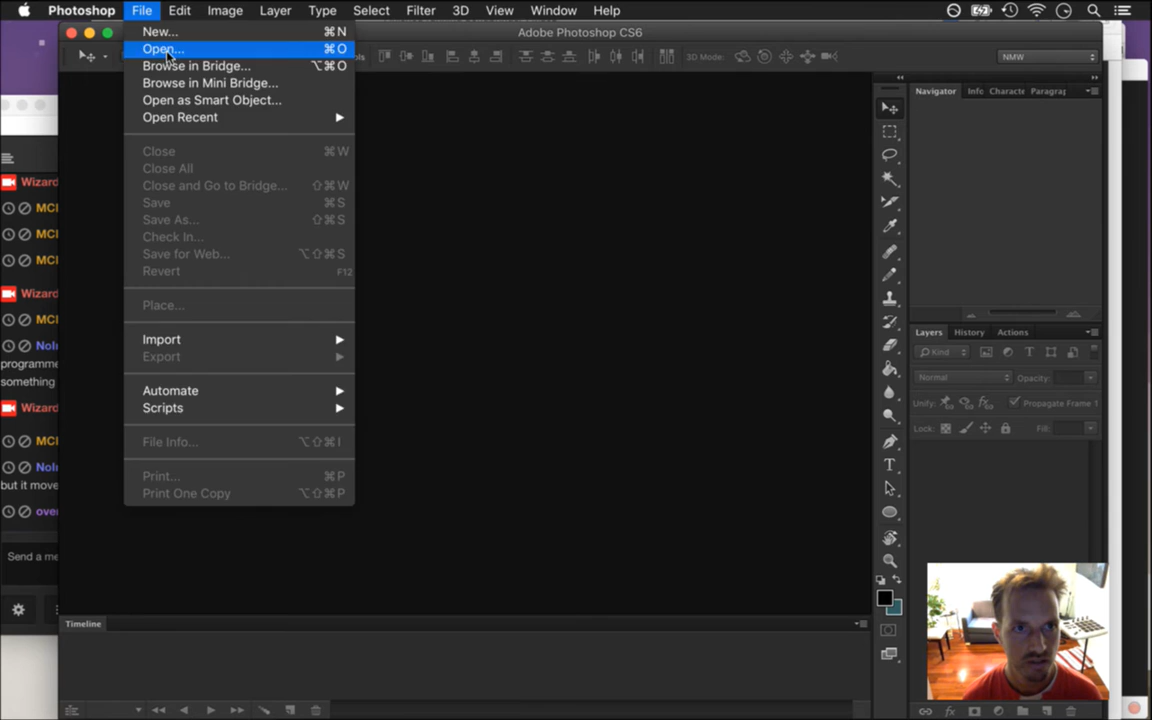 Photoshop File Edit Image Layer Type Select Filter 3D View Window Help
Adobe Photoshop CS6
New... ⌘N
Open... ⌘O
Browse in Bridge... ⌥⌘O
Browse in Mini Bridge...
Open as Smart Object...
Open Recent ▶
Close ⌘W
Close All
Close and Go to Bridge... ⇧⌘W
Save ⌘S
Save As... ⇧⌘S
Check In...
Save for Web... ⌥⇧⌘S
Revert F12
Place...
Import ▶
Export ▶
Automate ▶
Scripts ▶
File Info... ⌥⇧⌘I
Print... ⌘P
Print One Copy ⌥⇧⌘P
3D Mode:
NMW
Navigator Info Characte Paragra
Layers History Actions
Kind
Normal Opacity:
Unify: Propagate Frame 1
Lock: Fill:
Timeline
Wizard
MCI
MCI
MCI
Wizard
MCI
Nol
programme
something
Wizard
MCI
Nol
but it move
over
Send a me